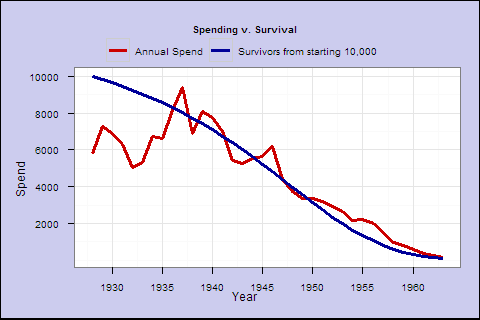 Spending v. Survival
Annual Spend
Survivors from starting 10,000
10000
8000
6000
4000
2000
Spend
1930
1935
1940
1945
1950
1955
1960
Year